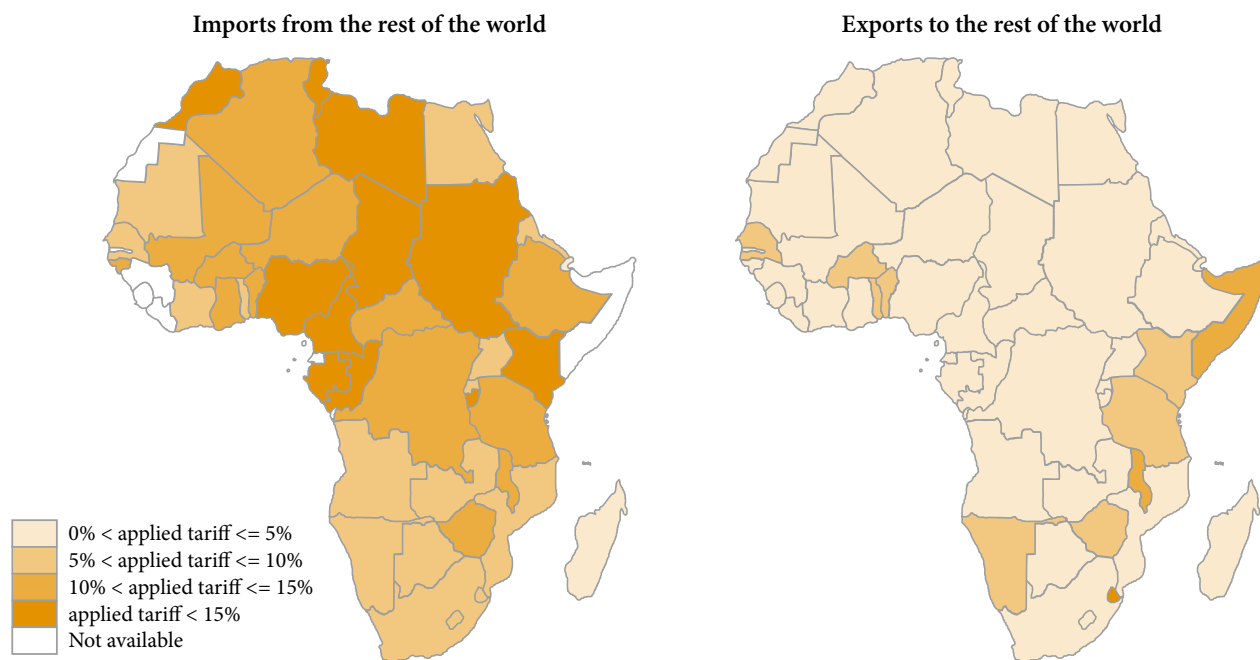 Imports from the rest of the world
Exports to the rest of the world
0% < applied tariff <= 5%
5% < applied tariff <= 10%
10% < applied tariff <= 15%
applied tariff < 15%
Not available